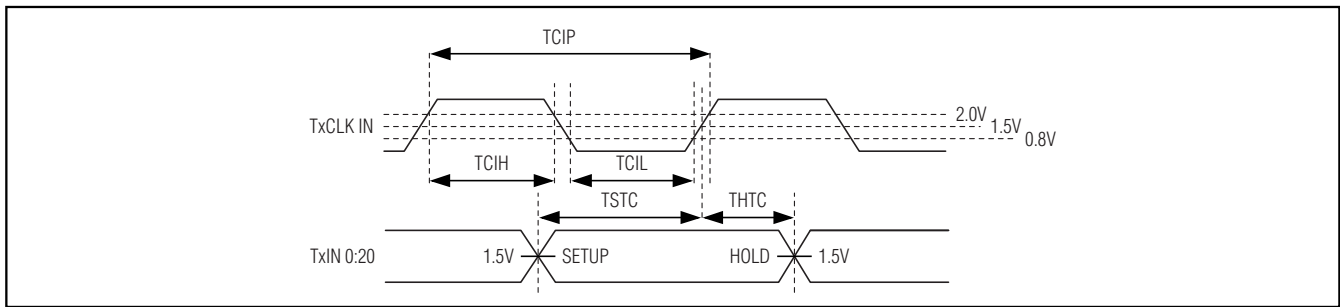 TCIP
TxCLK IN
2.0V
1.5V
0.8V
TCIH
TCIL
TSTC
THTC
TxIN 0:20
1.5V
SETUP
HOLD
1.5V